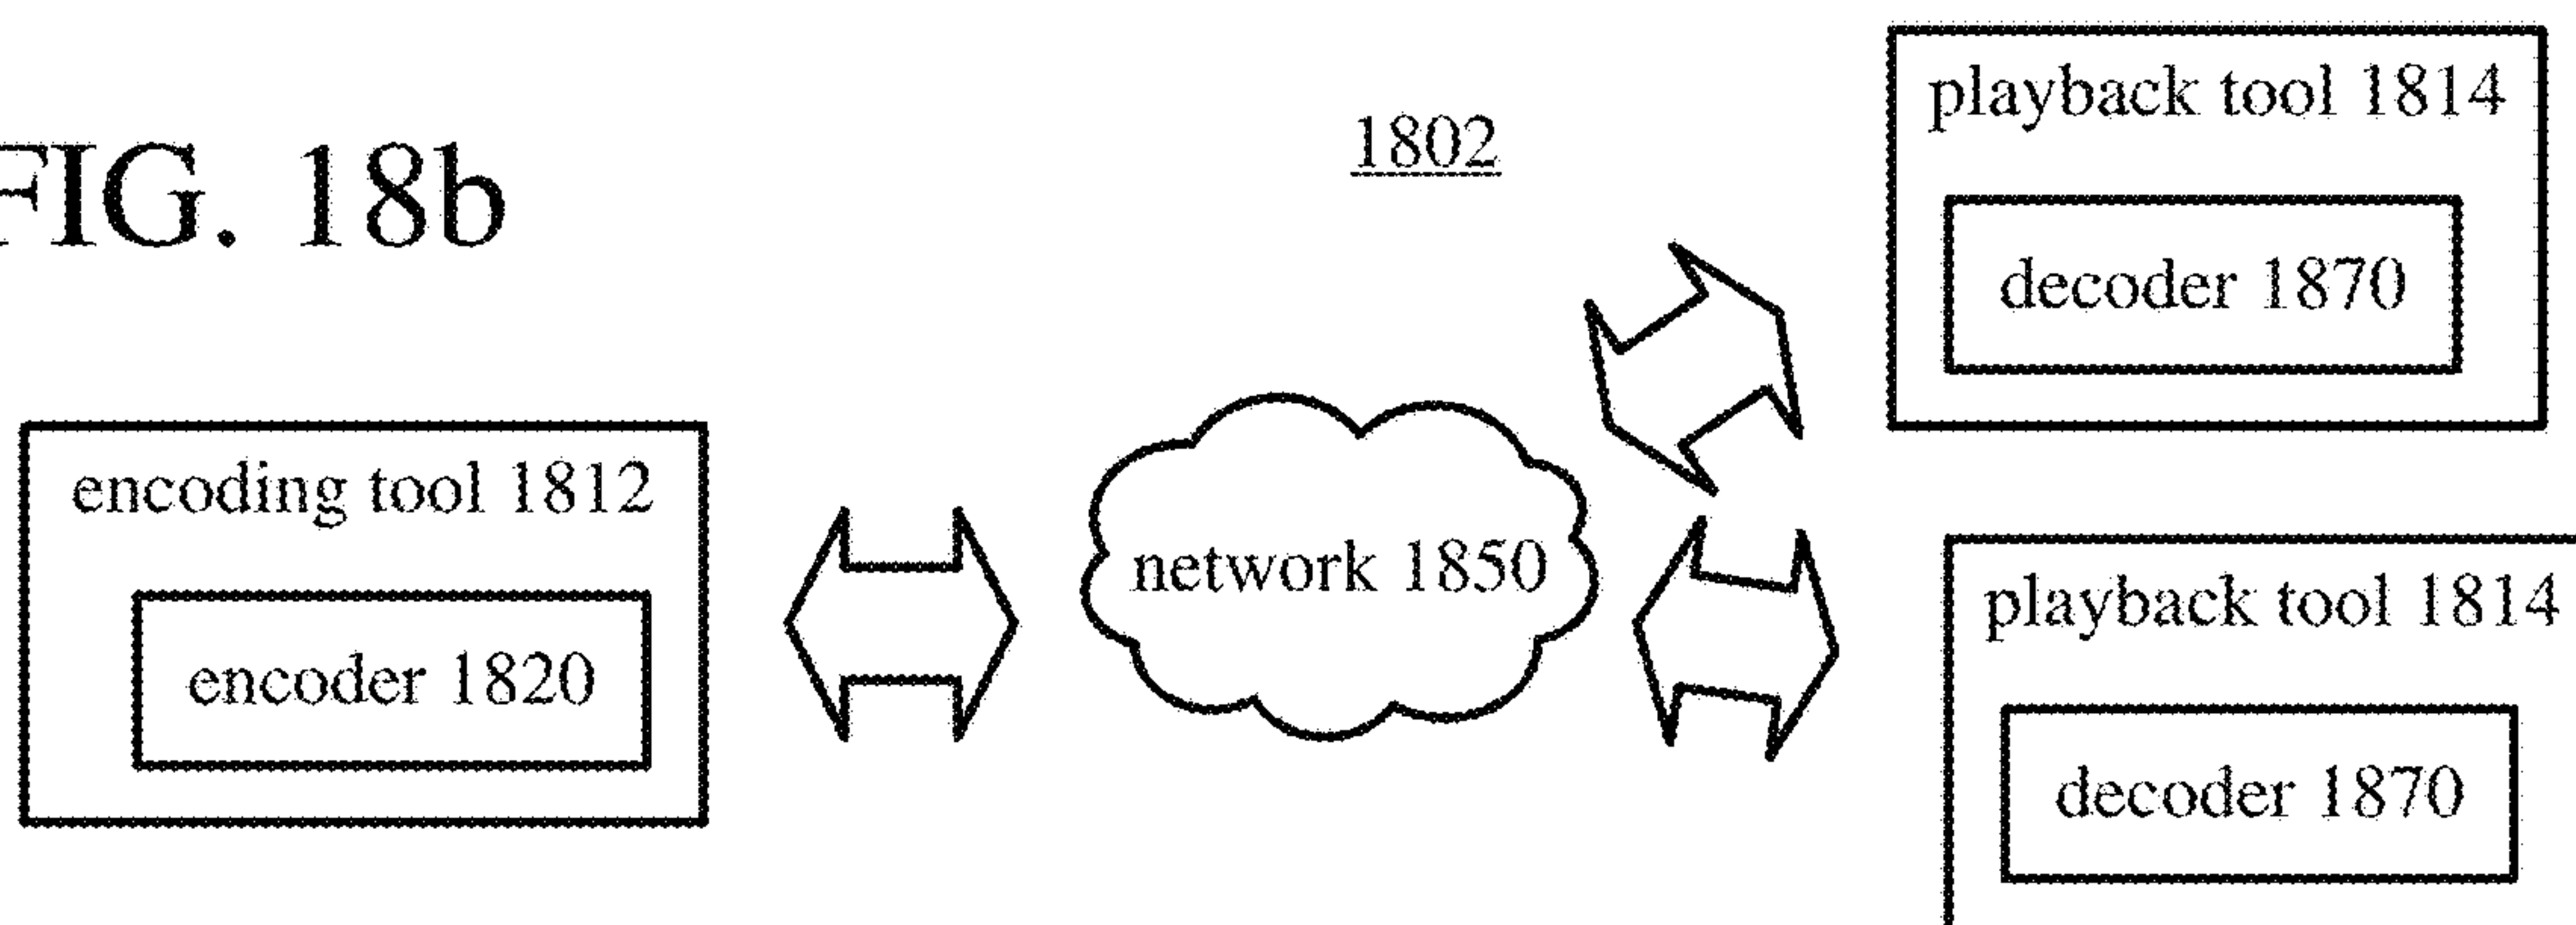 FIG. 18b
1802
playback tool 1814
decoder 1870
encoding tool 1812
encoder 1820
network 1850
playback tool 1814
decoder 1870